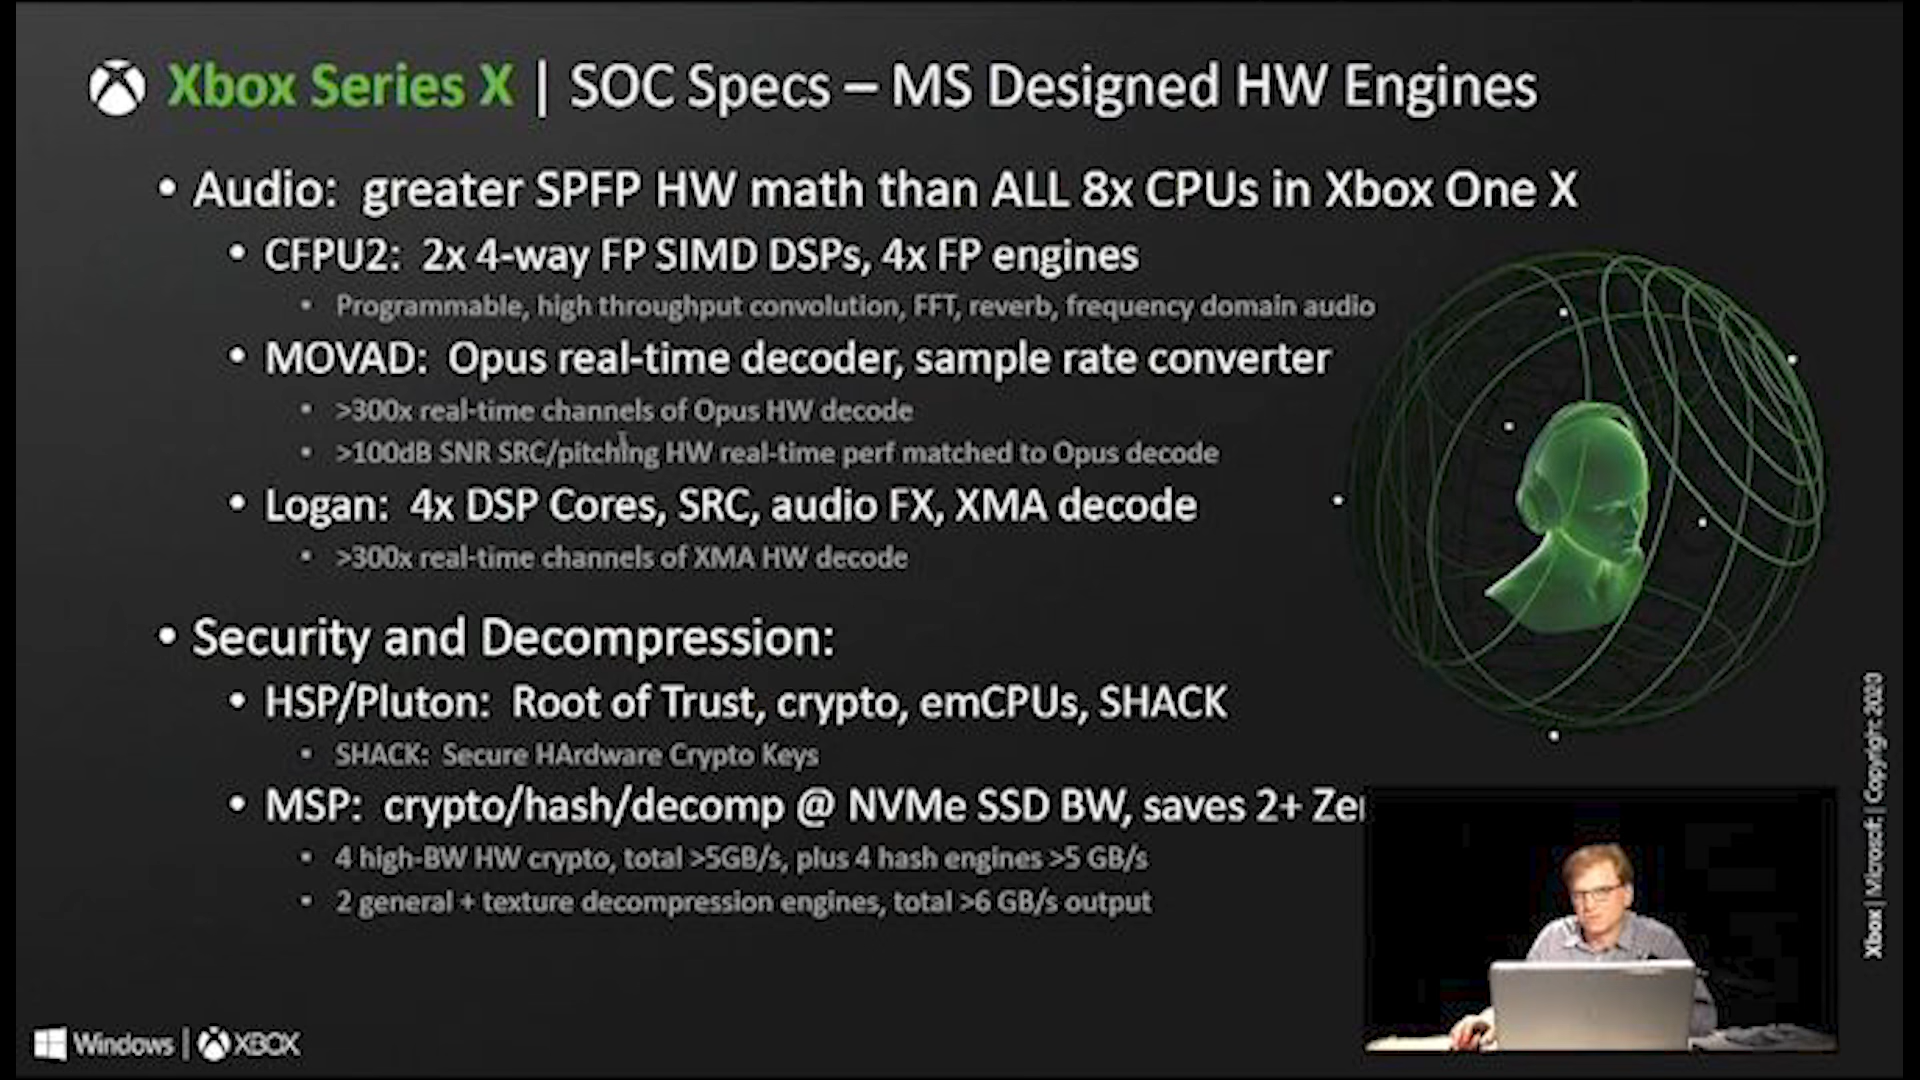 Xbox Series X | SOC Specs – MS Designed HW Engines
• Audio: greater SPFP HW math than ALL 8x CPUs in Xbox One X
• CFPU2: 2x 4-way FP SIMD DSPs, 4x FP engines
• Programmable, high throughput convolution, FFT, reverb, frequency domain audio
• MOVAD: Opus real-time decoder, sample rate converter
• >300x real-time channels of Opus HW decode
• >100dB SNR SRC/pitching HW real-time perf matched to Opus decode
• Logan: 4x DSP Cores, SRC, audio FX, XMA decode
• >300x real-time channels of XMA HW decode
• Security and Decompression:
• HSP/Pluton: Root of Trust, crypto, emCPUs, SHACK
• SHACK: Secure HArdware Crypto Keys
• MSP: crypto/hash/decomp @ NVMe SSD BW, saves 2+
• 4 high-BW HW crypto, total >5GB/s, plus 4 hash engines >5 GB/s
• 2 general + texture decompression engines, total >6 GB/s output
Xbox | Microsoft | Copyright 2020
Windows | XBOX